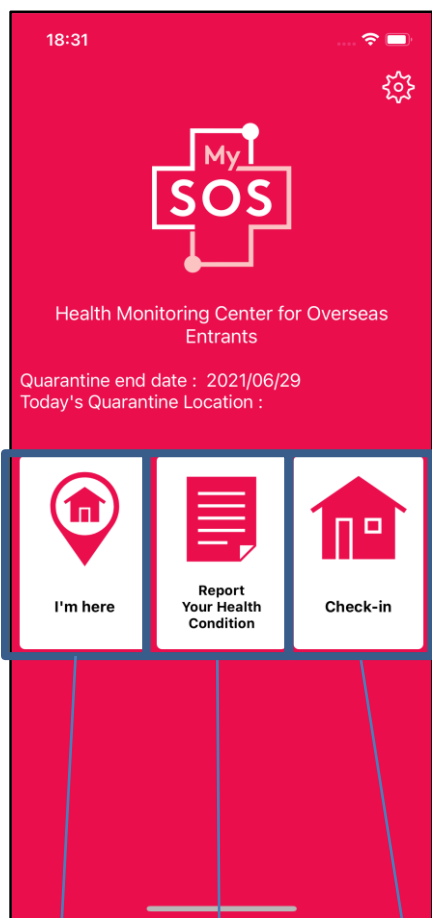 18:31
My
SOS
Health Monitoring Center for Overseas
Entrants
Quarantine end date : 2021/06/29
Today's Quarantine Location :
I'm here
Report
Your Health
Condition
Check-in